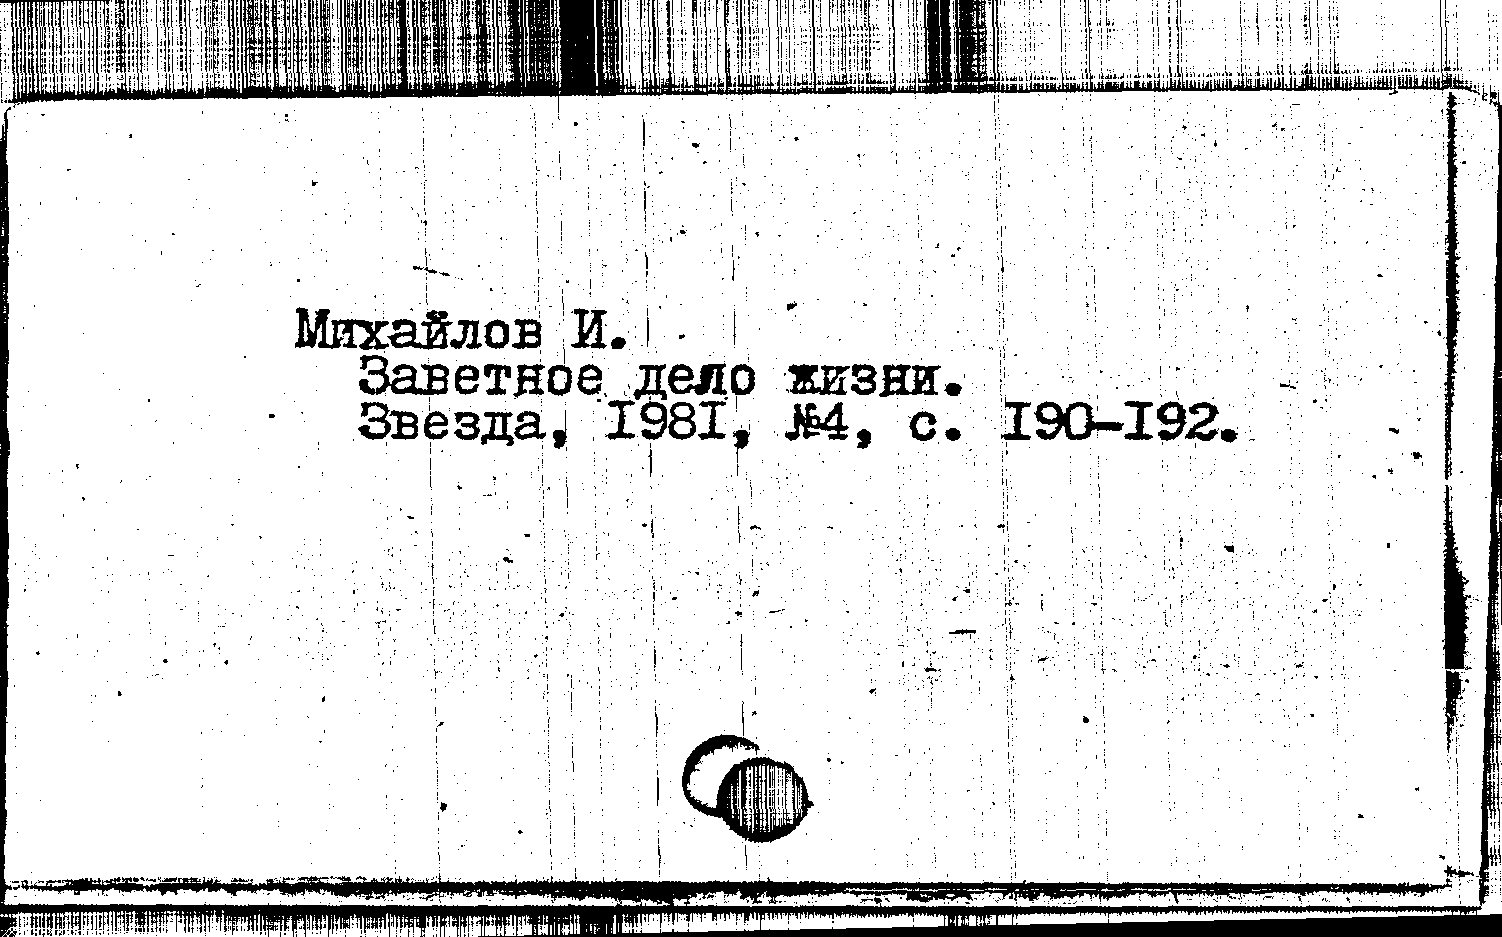 Михайлов И.
Заветное дело жизни.
Звезда, 1981, №4, с. 190-192.